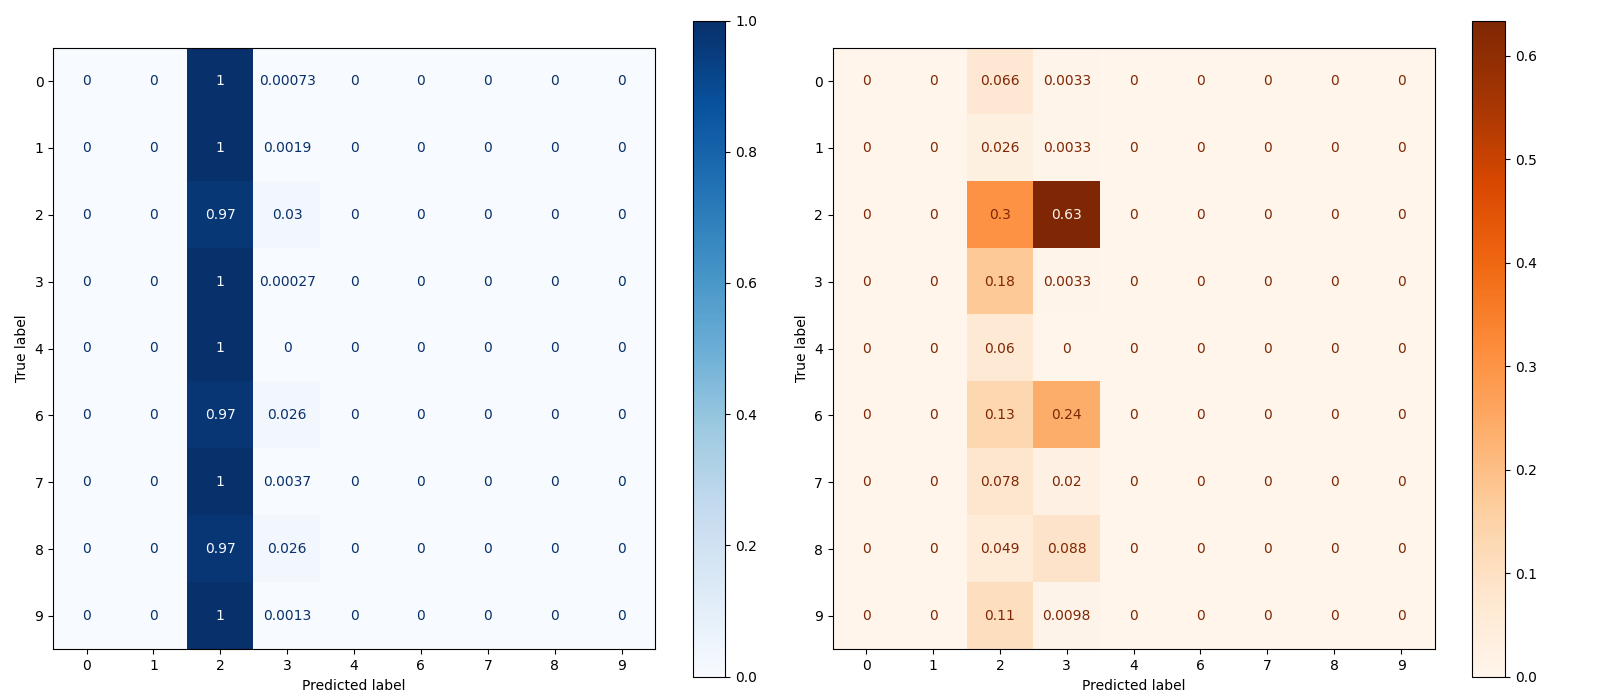 0 0 0 1 0.00073 0 0 0 0 0
1 0 0 1 0.0019 0 0 0 0 0
2 0 0 0.97 0.03 0 0 0 0 0
3 0 0 1 0.00027 0 0 0 0 0
4 0 0 1 0 0 0 0 0 0
6 0 0 0.97 0.026 0 0 0 0 0
7 0 0 1 0.0037 0 0 0 0 0
8 0 0 0.97 0.026 0 0 0 0 0
9 0 0 1 0.0013 0 0 0 0 0
0 1 2 3 4 6 7 8 9
True label
Predicted label
1.0
0.8
0.6
0.4
0.2
0.0
0 0 0 0.066 0.0033 0 0 0 0 0
1 0 0 0.026 0.0033 0 0 0 0 0
2 0 0 0.3 0.63 0 0 0 0 0
3 0 0 0.18 0.0033 0 0 0 0 0
4 0 0 0.06 0 0 0 0 0 0
6 0 0 0.13 0.24 0 0 0 0 0
7 0 0 0.078 0.02 0 0 0 0 0
8 0 0 0.049 0.088 0 0 0 0 0
9 0 0 0.11 0.0098 0 0 0 0 0
0 1 2 3 4 6 7 8 9
True label
Predicted label
0.6
0.5
0.4
0.3
0.2
0.1
0.0